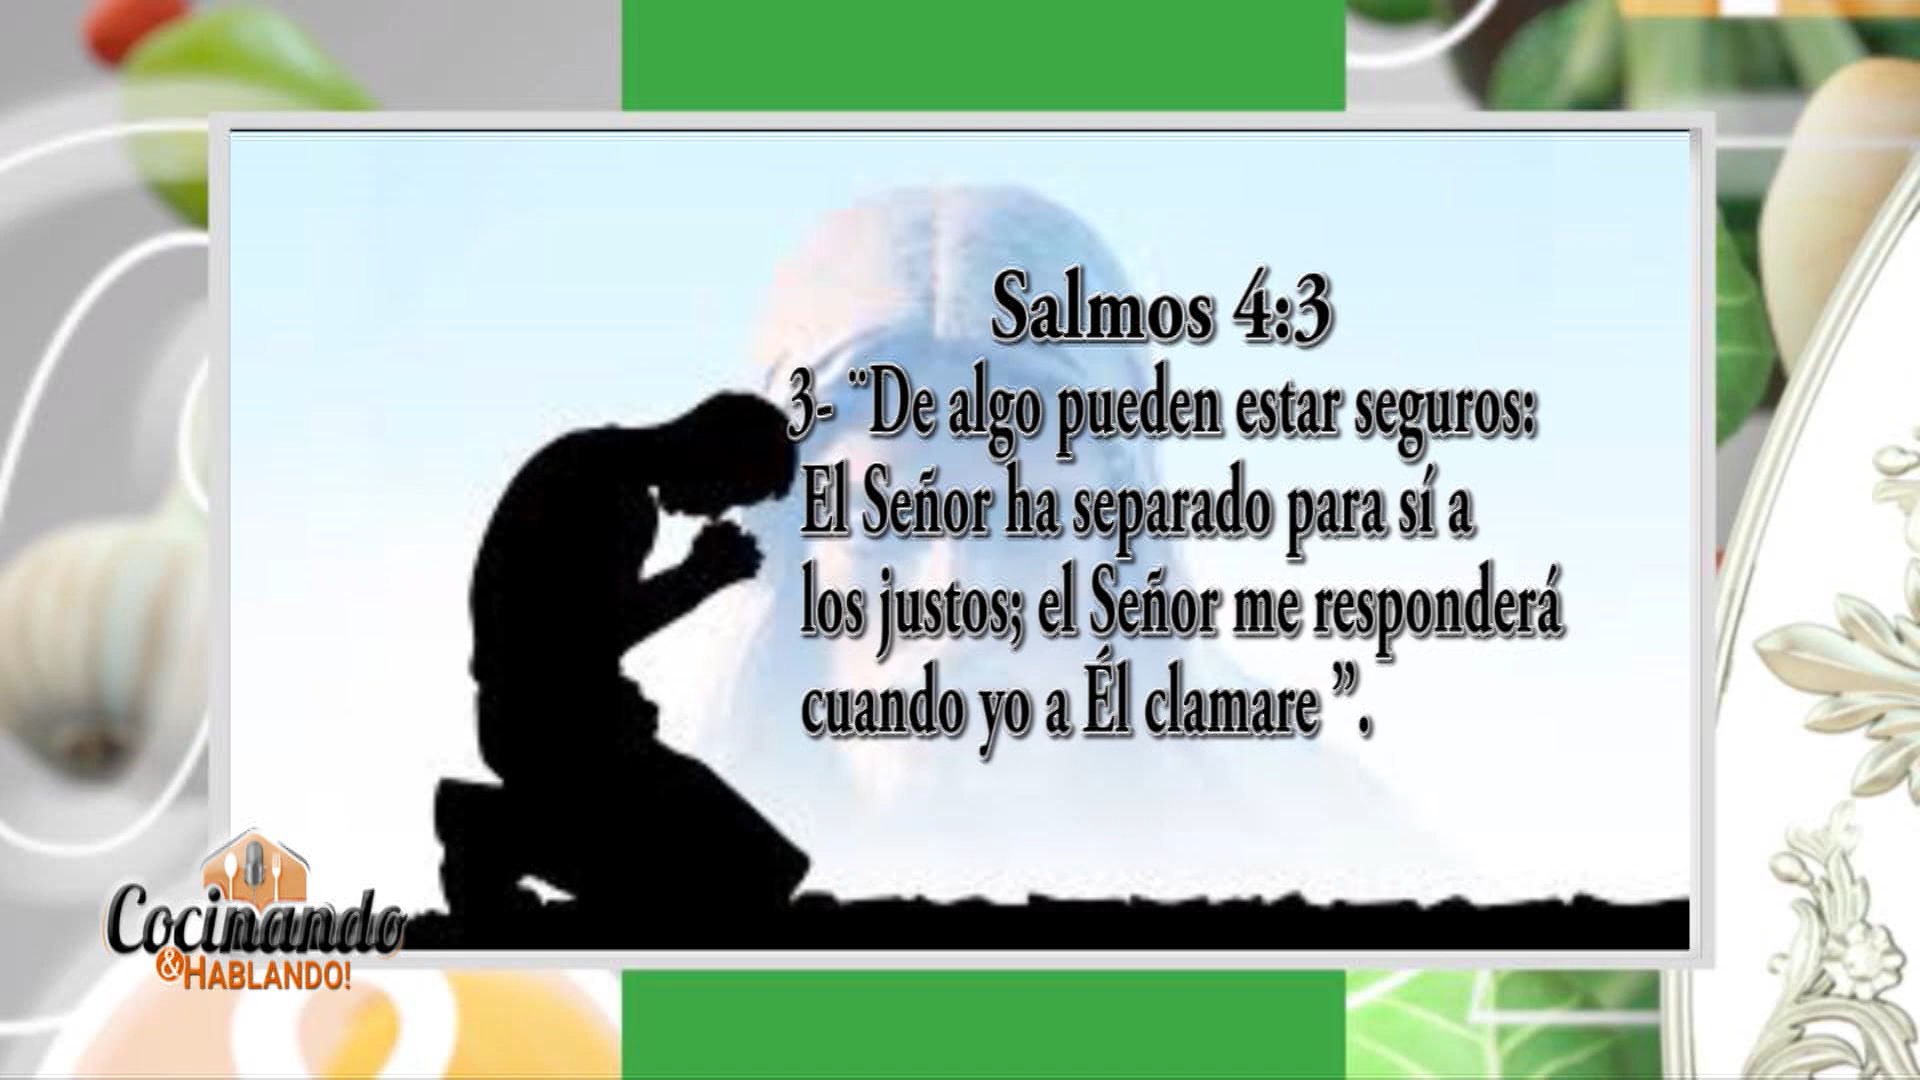 Salmos 4:3
3- ¨De algo pueden estar seguros:
El Señor ha separado para sí a
los justos; el Señor me responderá
cuando yo a Él clamare ”.
Cocinando
& HABLANDO!